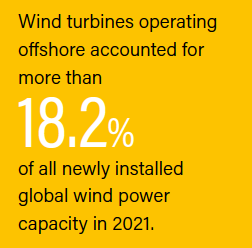 Wind turbines operating
offshore accounted for
more than
18.2%
of all newly installed
global wind power
capacity in 2021.